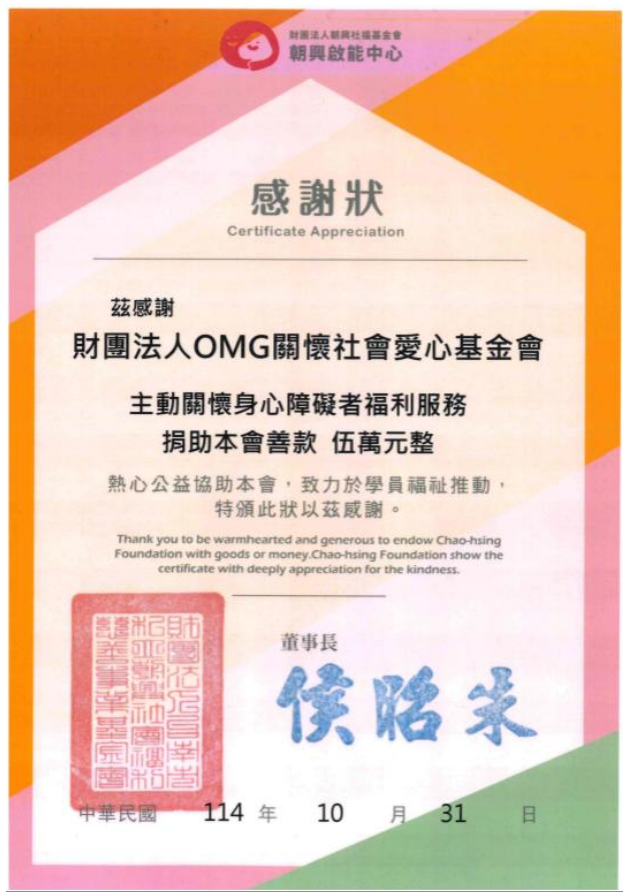 財團法人朝興社福基金會
朝興啟能中心
感謝狀
Certificate Appreciation
茲感謝
財團法人OMG關懷社會愛心基金會
主動關懷身心障礙者福利服務
捐助本會善款 伍萬元整
熱心公益協助本會，致力於學員福祉推動，
特頒此狀以茲感謝。
Thank you to be warmhearted and generous to endow Chao-hsing
Foundation with goods or money.Chao-hsing Foundation show the
certificate with deeply appreciation for the kindness.
董事長
中華民國 114 年 10 月 31 日